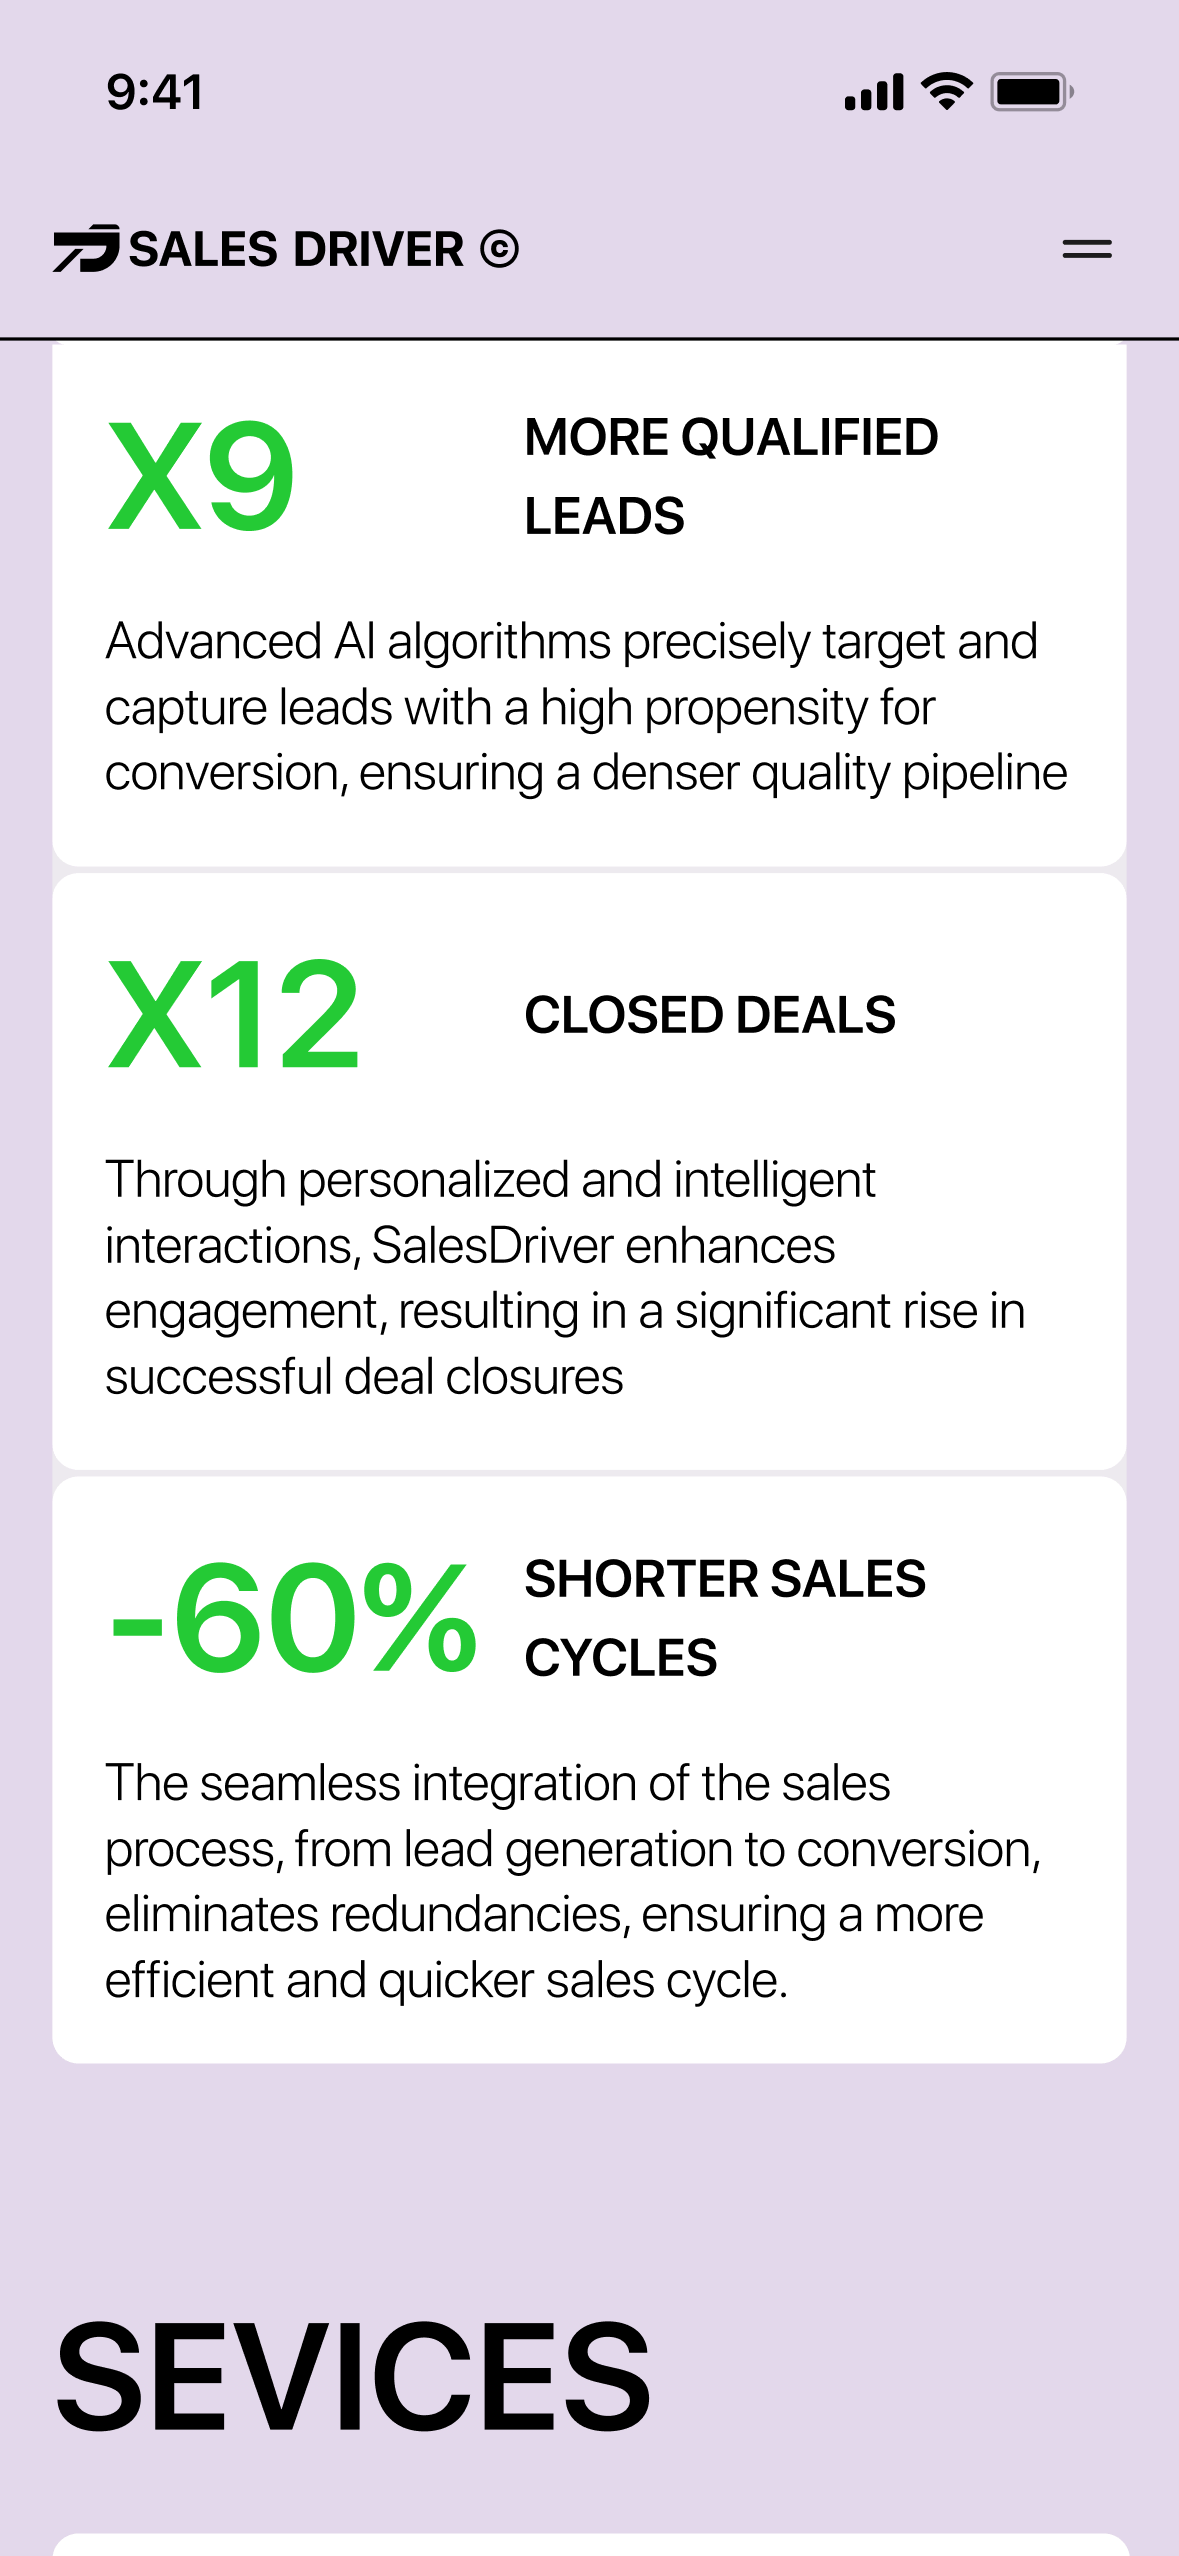 9:41
SALES DRIVER ©
X9
MORE QUALIFIED
LEADS
Advanced AI algorithms precisely target and
capture leads with a high propensity for
conversion, ensuring a denser quality pipeline
X12
CLOSED DEALS
Through personalized and intelligent
interactions, SalesDriver enhances
engagement, resulting in a significant rise in
successful deal closures
-60%
SHORTER SALES
CYCLES
The seamless integration of the sales
process, from lead generation to conversion,
eliminates redundancies, ensuring a more
efficient and quicker sales cycle.
SEVICES